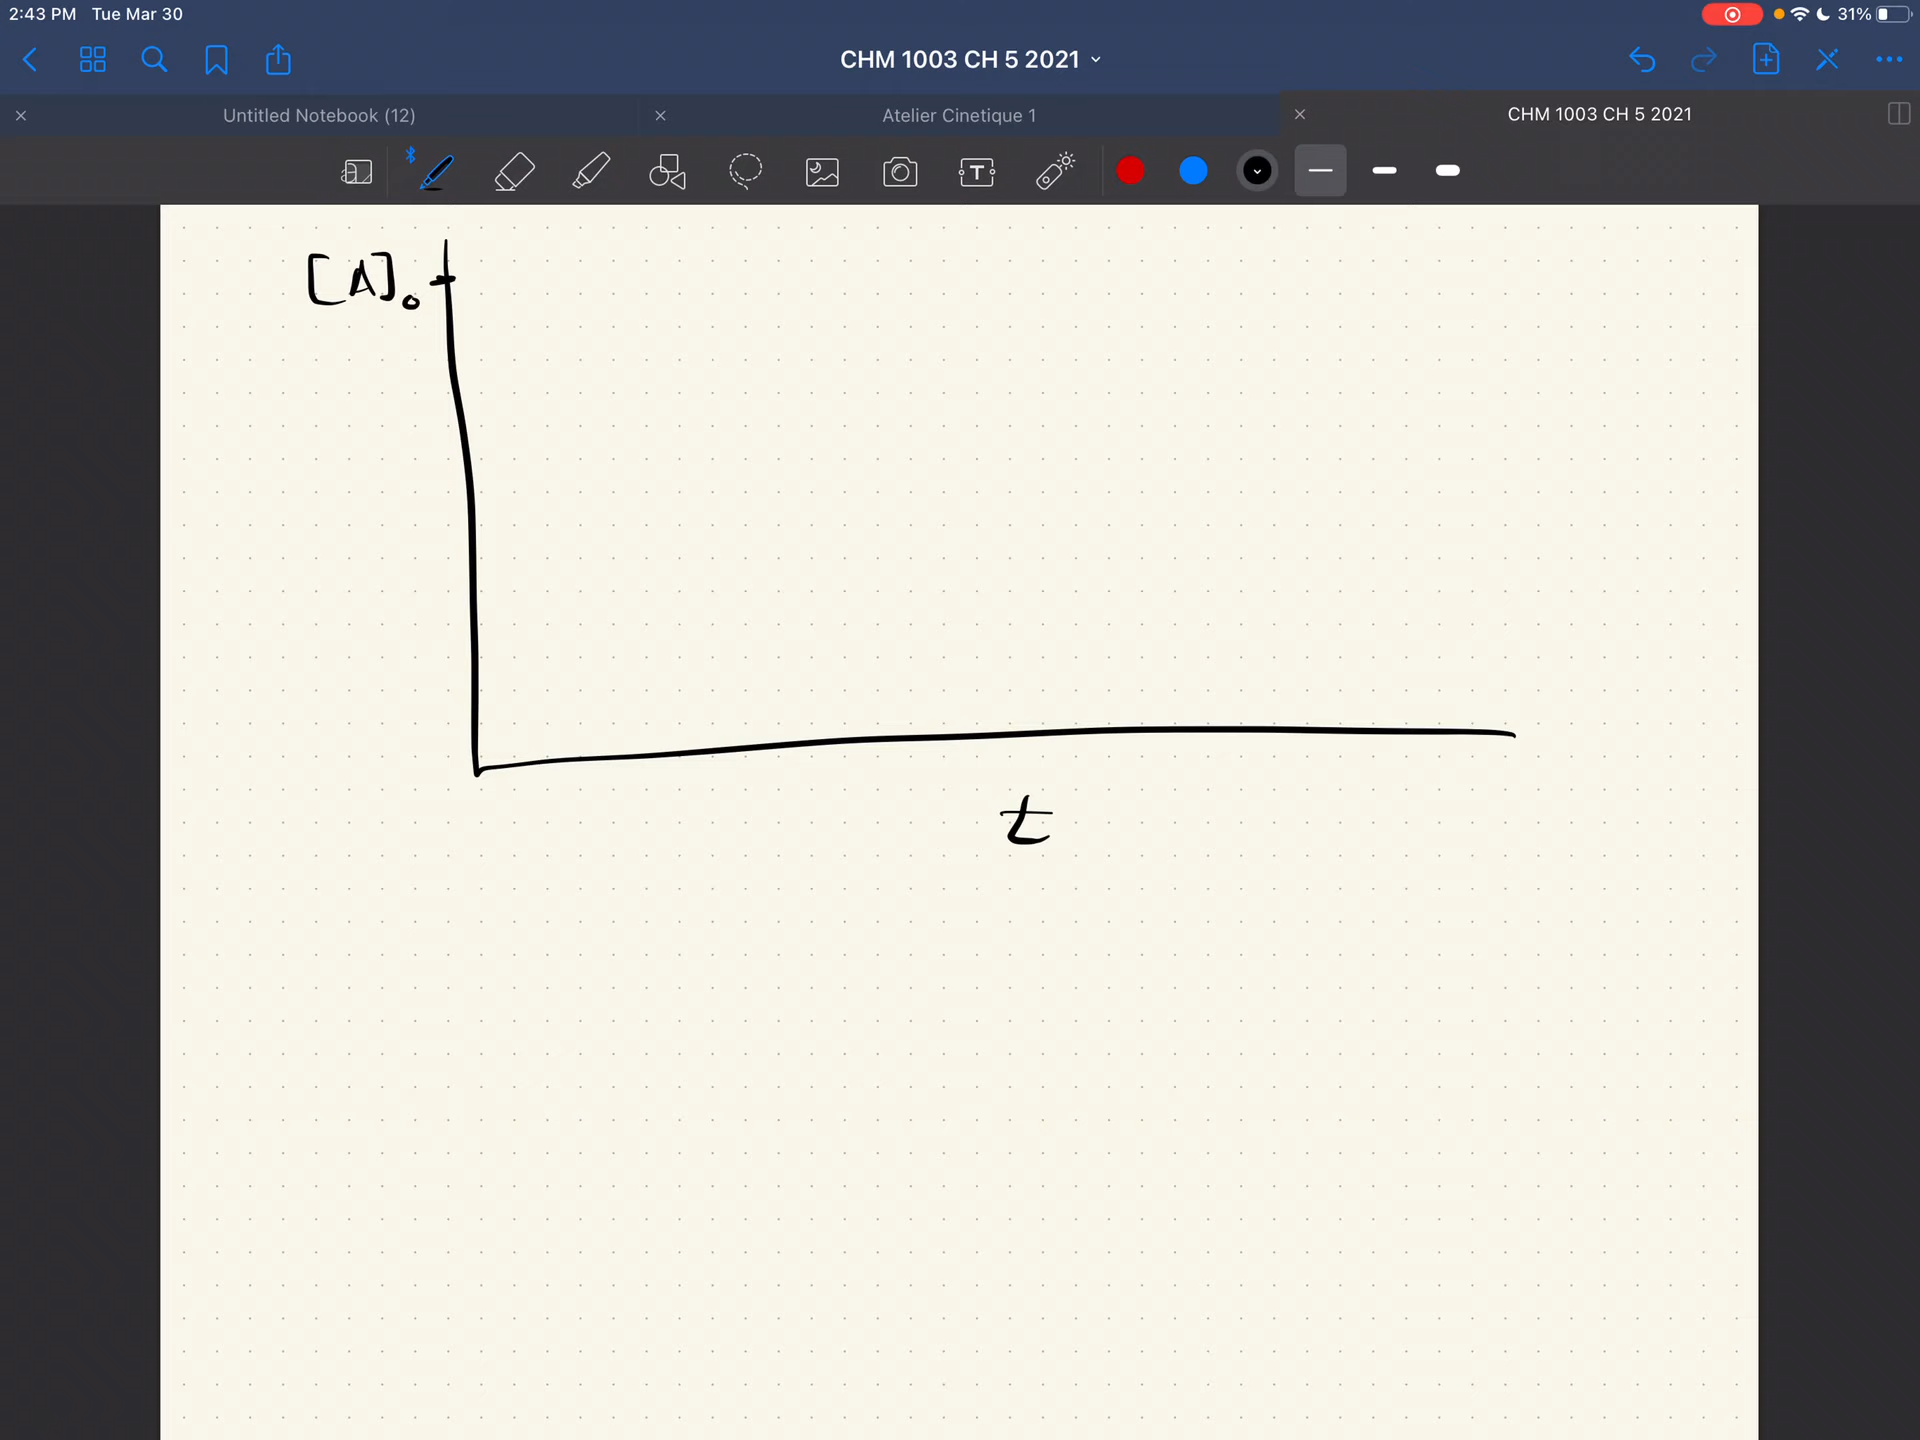 2:43 PM Tue Mar 30
31%
CHM 1003 CH 5 2021
Untitled Notebook (12)
Atelier Cinetique 1
CHM 1003 CH 5 2021
T
[A]₀
t